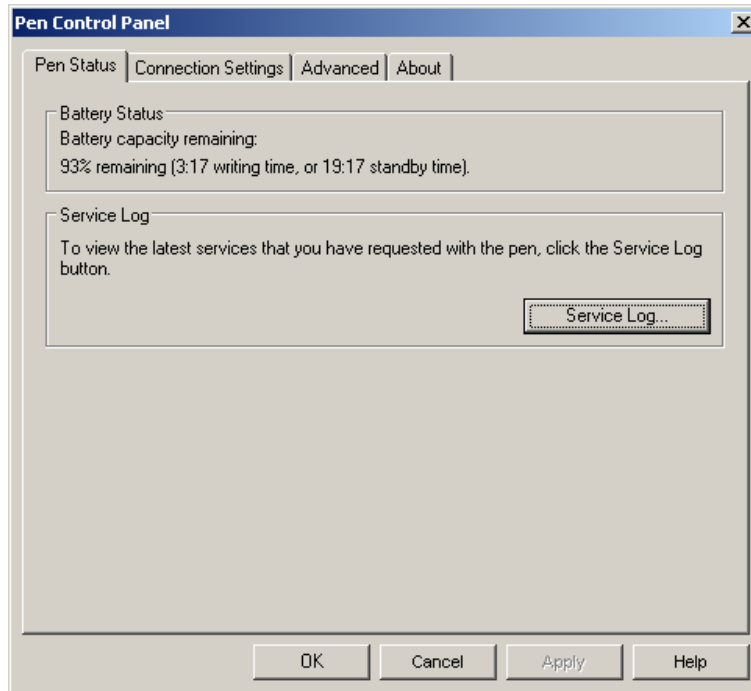 Pen Control Panel
Pen Status Connection Settings Advanced About
Battery Status
Battery capacity remaining:
93% remaining (3:17 writing time, or 19:17 standby time).
Service Log
To view the latest services that you have requested with the pen, click the Service Log
button.
Service Log...
OK Cancel Apply Help